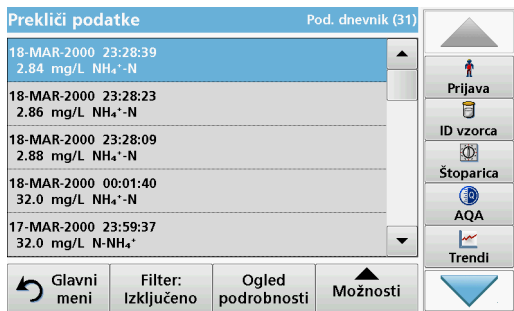 Prekliči podatke
Pod. dnevnik (31)
18-MAR-2000 23:28:39
2.84 mg/L NH₄⁺-N
18-MAR-2000 23:28:23
2.86 mg/L NH₄⁺-N
18-MAR-2000 23:28:09
2.88 mg/L NH₄⁺-N
18-MAR-2000 00:01:40
32.0 mg/L NH₄⁺-N
17-MAR-2000 23:59:37
32.0 mg/L N-NH₄⁺
Glavni
meni
Filter:
Izključeno
Ogled
podrobnosti
Možnosti
Prijava
ID vzorca
Štoparica
AQA
Trendi